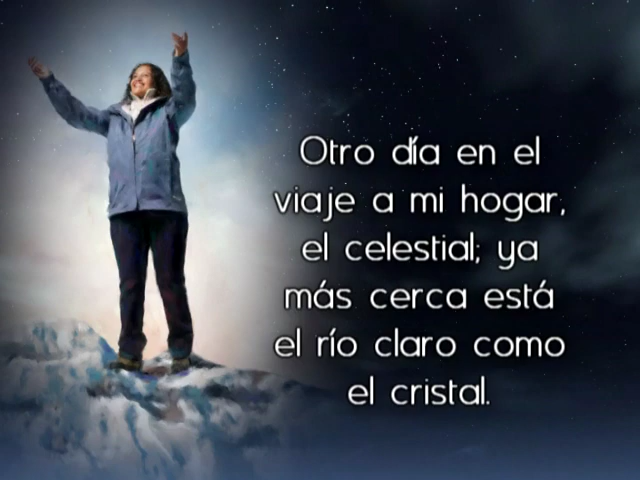 Otro día en el
viaje a mi hogar,
el celestial; ya
más cerca está
el río claro como
el cristal.